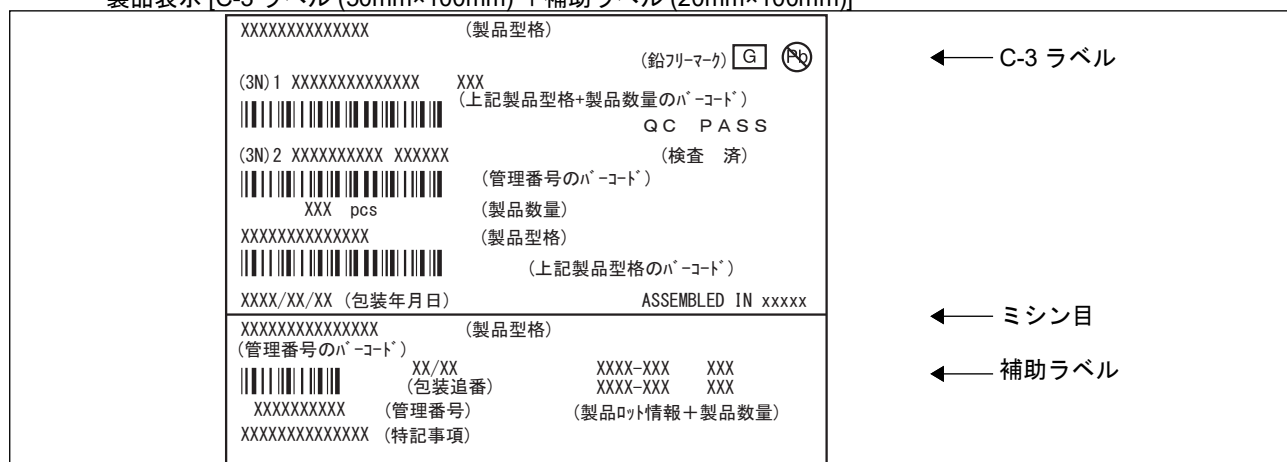 製品表示 [C-3 ラベル (50mm×100mm) + 補助ラベル (20mm×100mm)]
XXXXXXXXXXXXXX (製品型格)
(鉛フリーマーク) G Pb
C-3 ラベル
(3N)1 XXXXXXXXXXXXXX XXX
(上記製品型格+製品数量のバーコード)
QC PASS
(3N)2 XXXXXXXXXX XXXXXX (検査 済)
(管理番号のバーコード)
XXX pcs (製品数量)
XXXXXXXXXXXXXX (製品型格)
(上記製品型格のバーコード)
XXXX/XX/XX (包装年月日) ASSEMBLED IN xxxxx
ミシン目
XXXXXXXXXXXXXXX (製品型格)
(管理番号のバーコード)
XX/XX XXXX-XXX XXX
補助ラベル
(包装追番) XXXX-XXX XXX
XXXXXXXXXX (管理番号) (製品ロット情報+製品数量)
XXXXXXXXXXXXXX (特記事項)